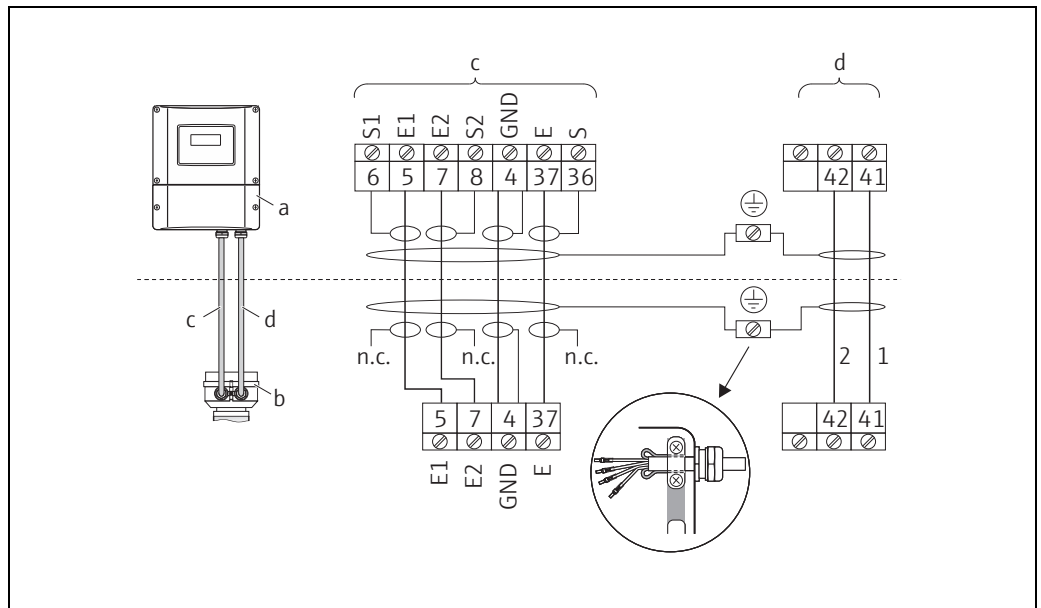 c
d
S1 E1 E2 S2 GND E S
6 5 7 8 4 37 36
42 41
a
c
d
n.c. n.c. n.c.
2 1
b
5 7 4 37
42 41
E1 E2 GND E